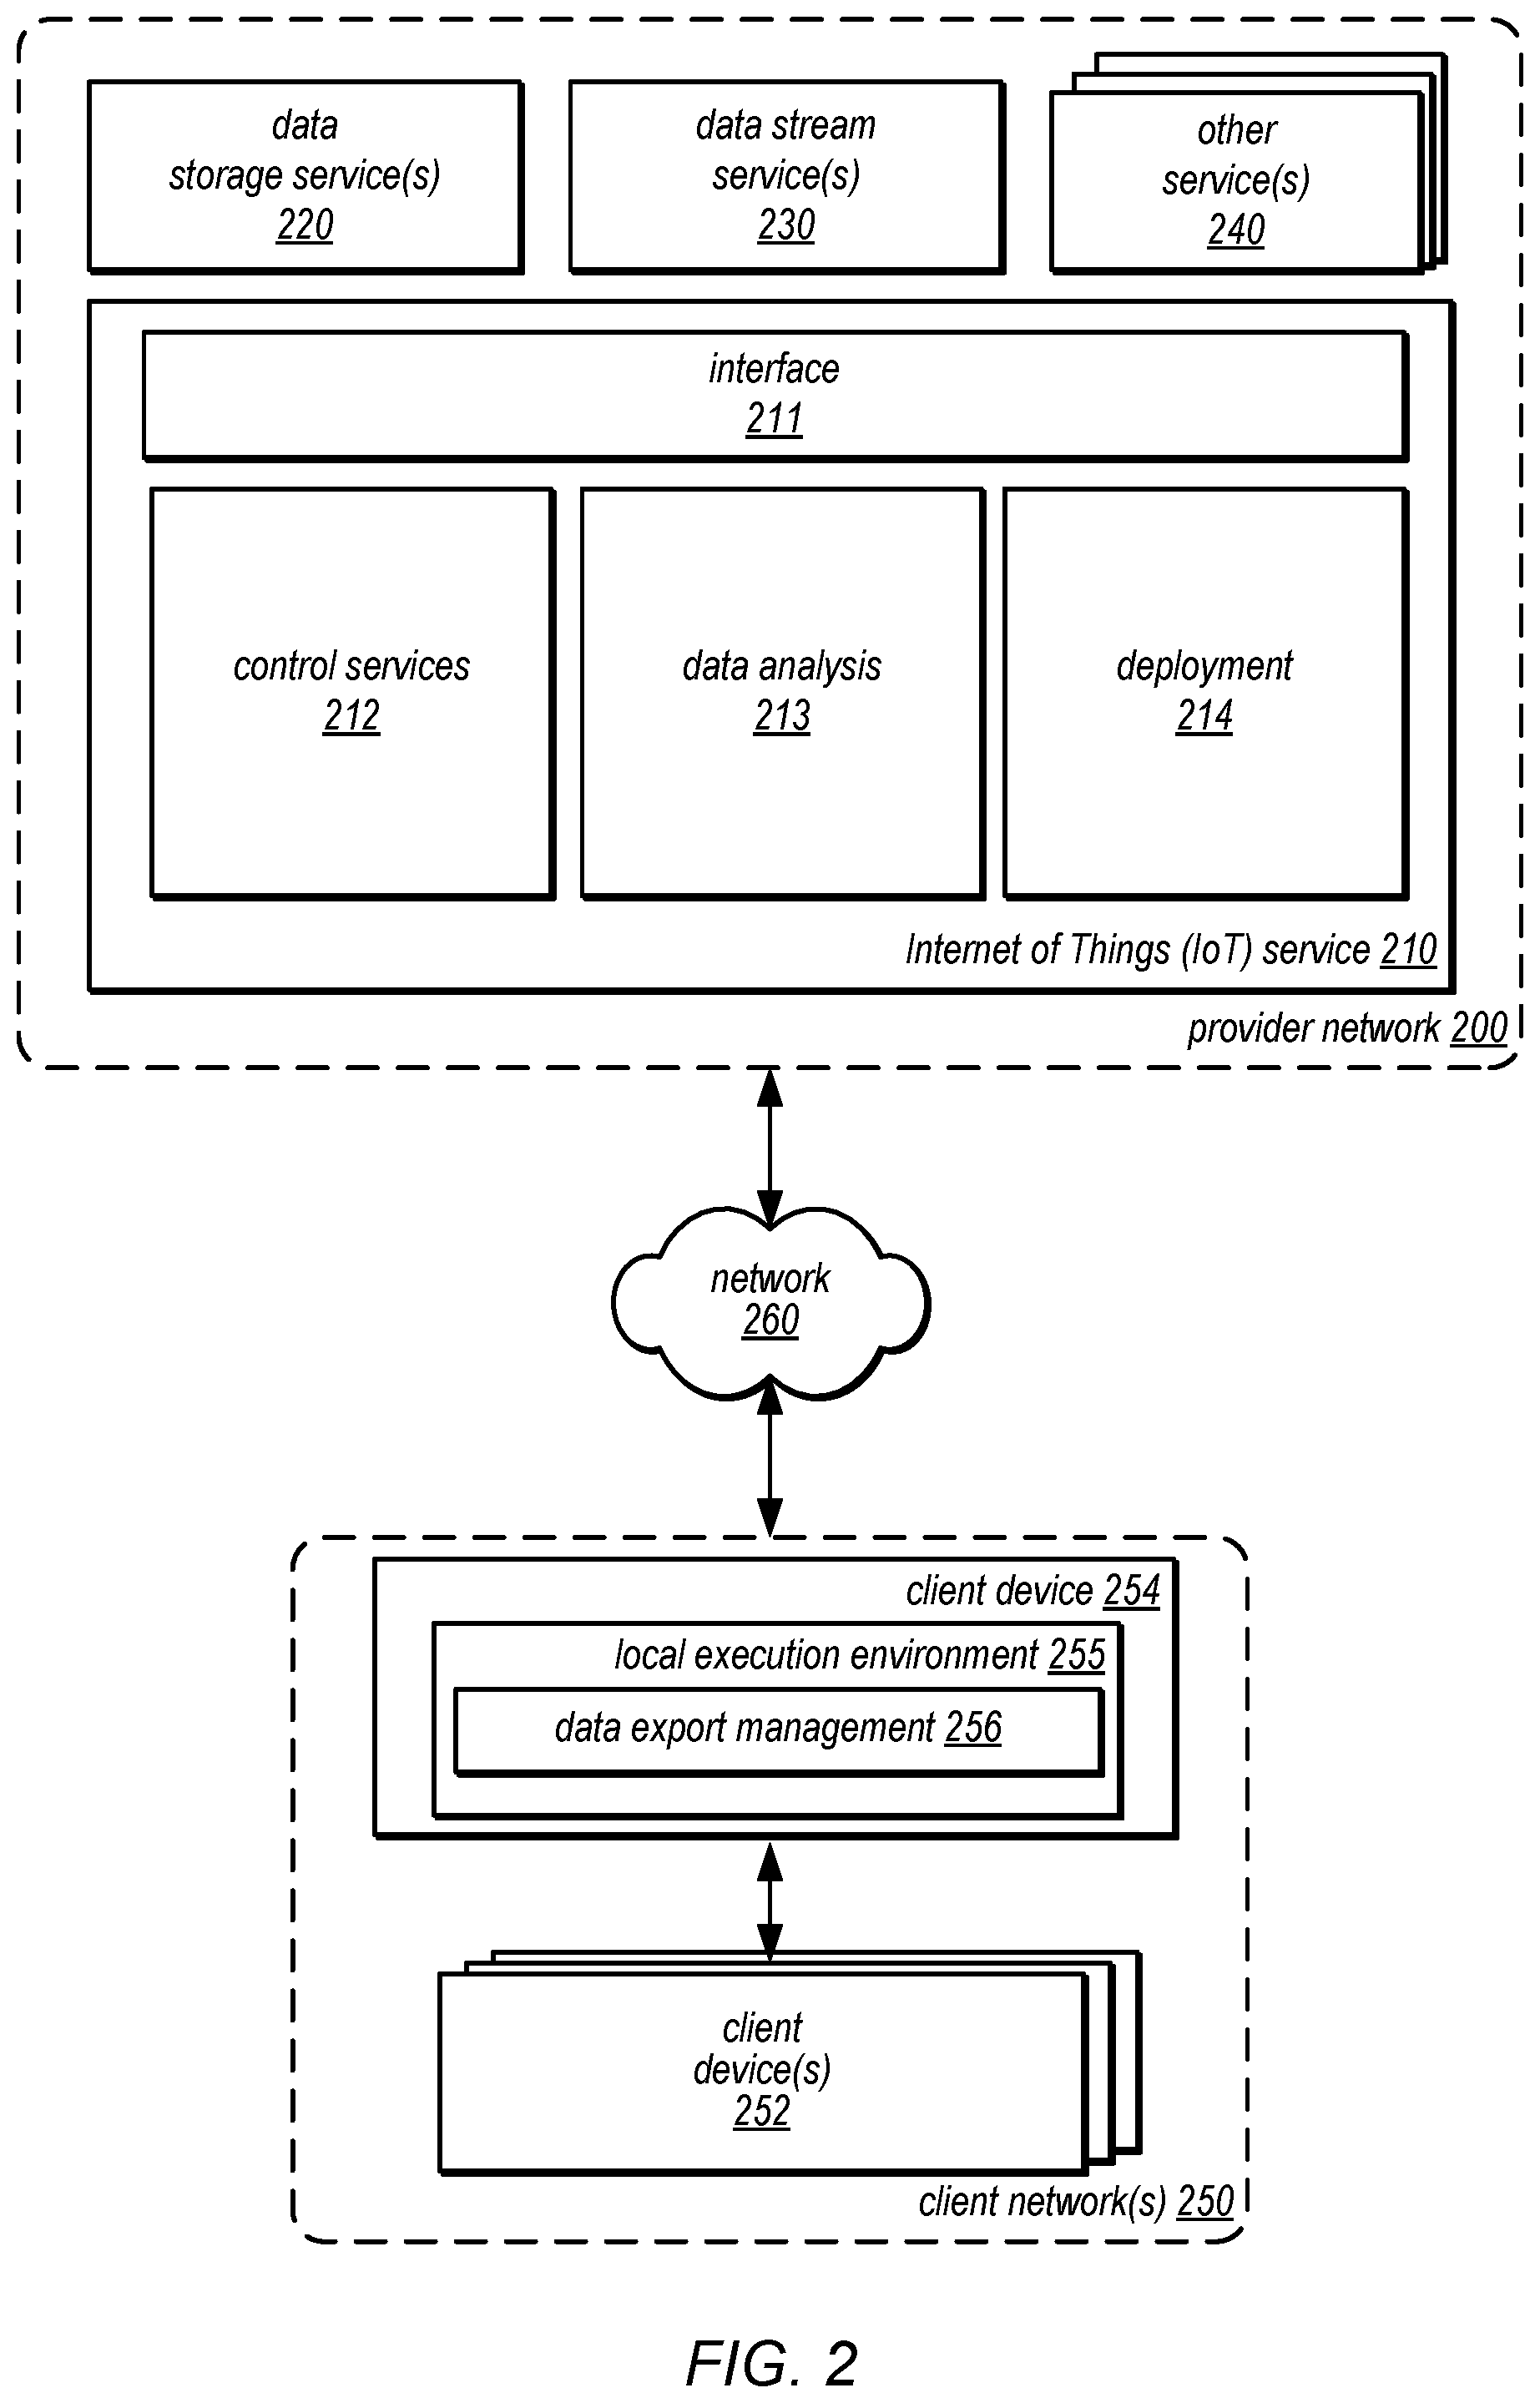 data
storage service(s)
220
data stream
service(s)
230
other
service(s)
240
interface
211
control services
212
data analysis
213
deployment
214
Internet of Things (IoT) service 210
provider network 200
network
260
client device 254
local execution environment 255
data export management 256
client
device(s)
252
client network(s) 250
FIG. 2